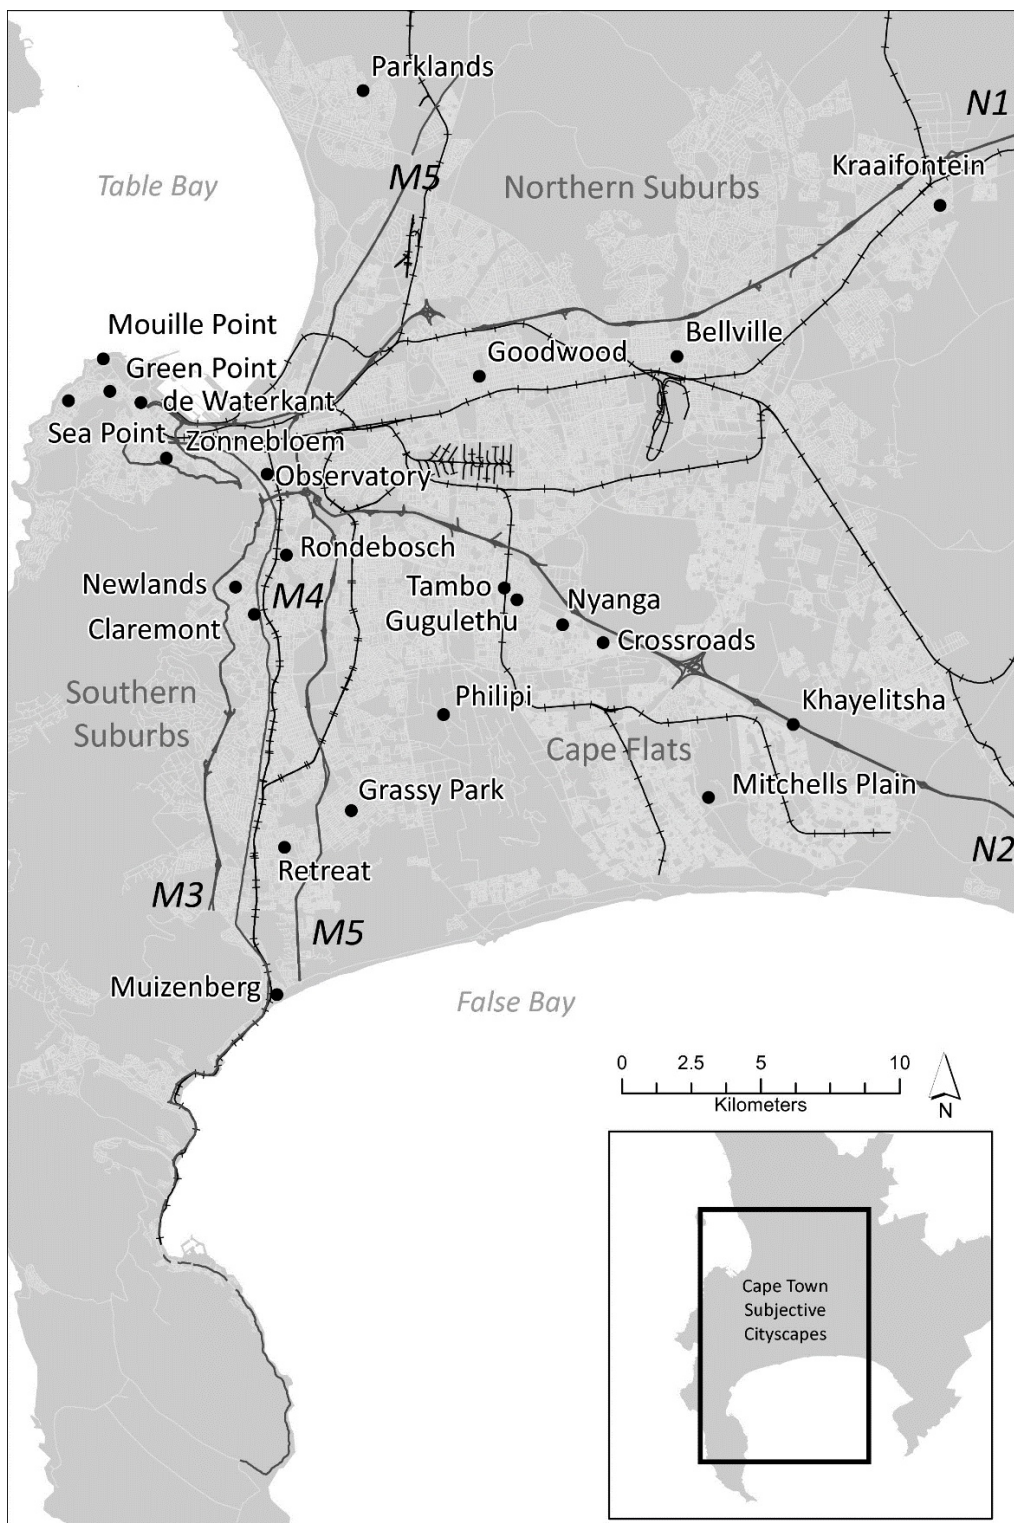 Parklands
N1
Kraaifontein
M5
Table Bay
Northern Suburbs
Mouille Point
Bellville
Goodwood
Green Point
de Waterkant
Sea Point
Zonnebloem
Observatory
Rondebosch
Newlands
M4
Tambo
Nyanga
Claremont
Gugulethu
Crossroads
Southern
Suburbs
Philipi
Khayelitsha
Cape Flats
Mitchells Plain
Grassy Park
N2
Retreat
M3
M5
Muizenberg
False Bay
0 2.5 5 10
Kilometers
N
Cape Town
Subjective
Cityscapes